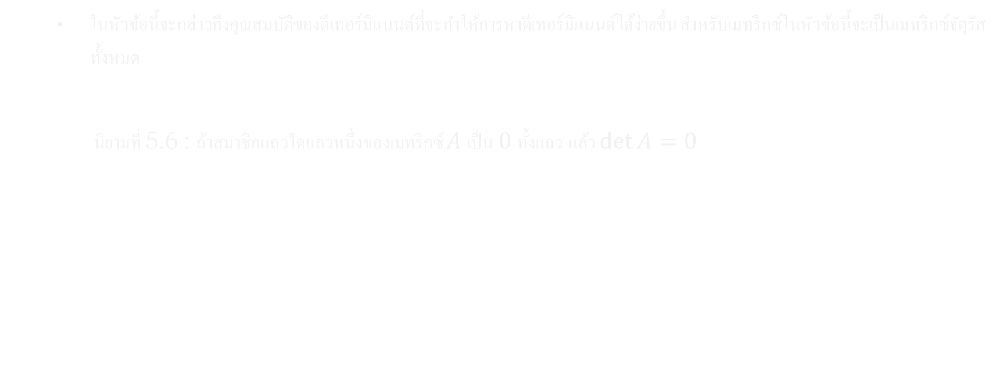 • ในหัวข้อนี้จะกล่าวถึงคุณสมบัติของดีเทอร์มิแนนต์ที่จะทำให้การหาดีเทอร์มิแนนต์ได้ง่ายขึ้น สำหรับเมทริกซ์ในหัวข้อนี้จะเป็นเมทริกซ์จัตุรัส
ทั้งหมด
นิยามที่ 5.6 : ถ้าสมาชิกแถวใดแถวหนึ่งของเมทริกซ์ A เป็น 0 ทั้งแถว แล้ว det A = 0